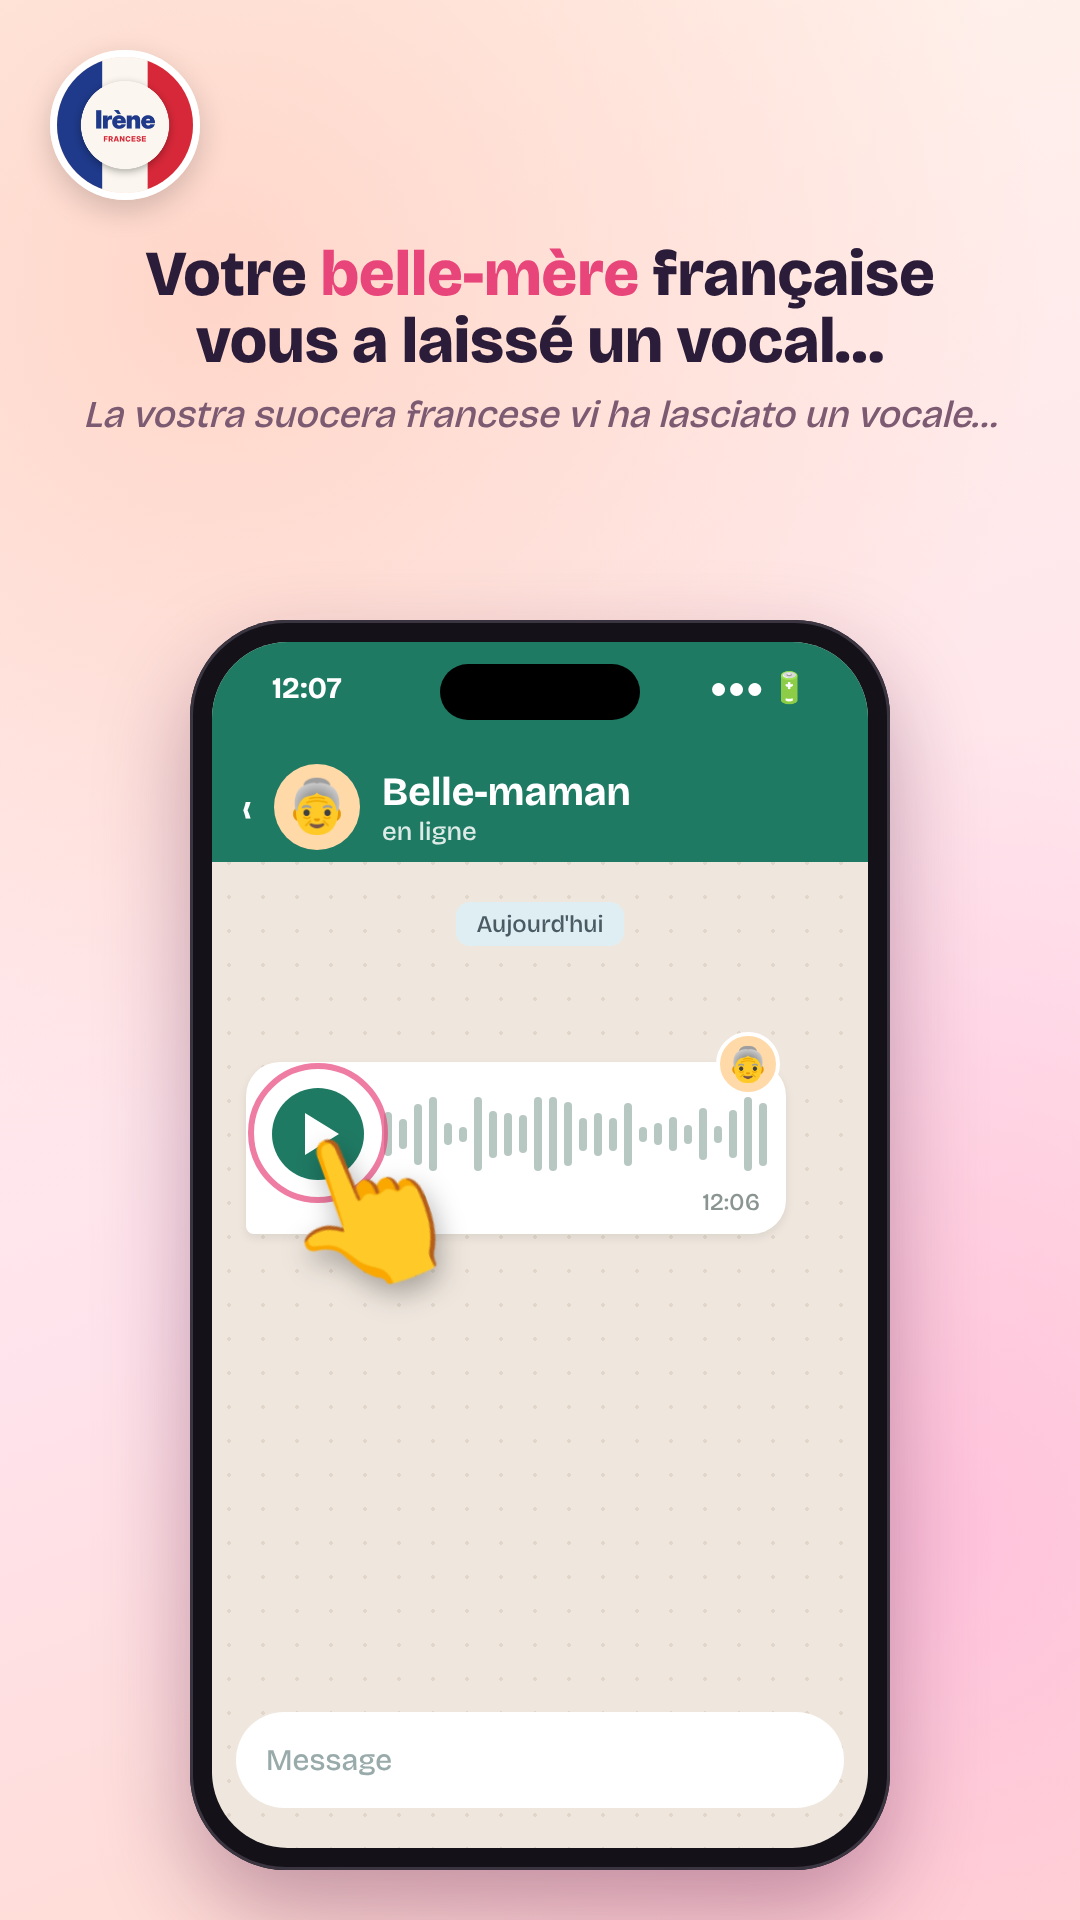 Irène
FRANCESE
Votre belle-mère française
vous a laissé un vocal...
La vostra suocera francese vi ha lasciato un vocale...
12:07
Belle-maman
en ligne
Aujourd'hui
12:06
Message